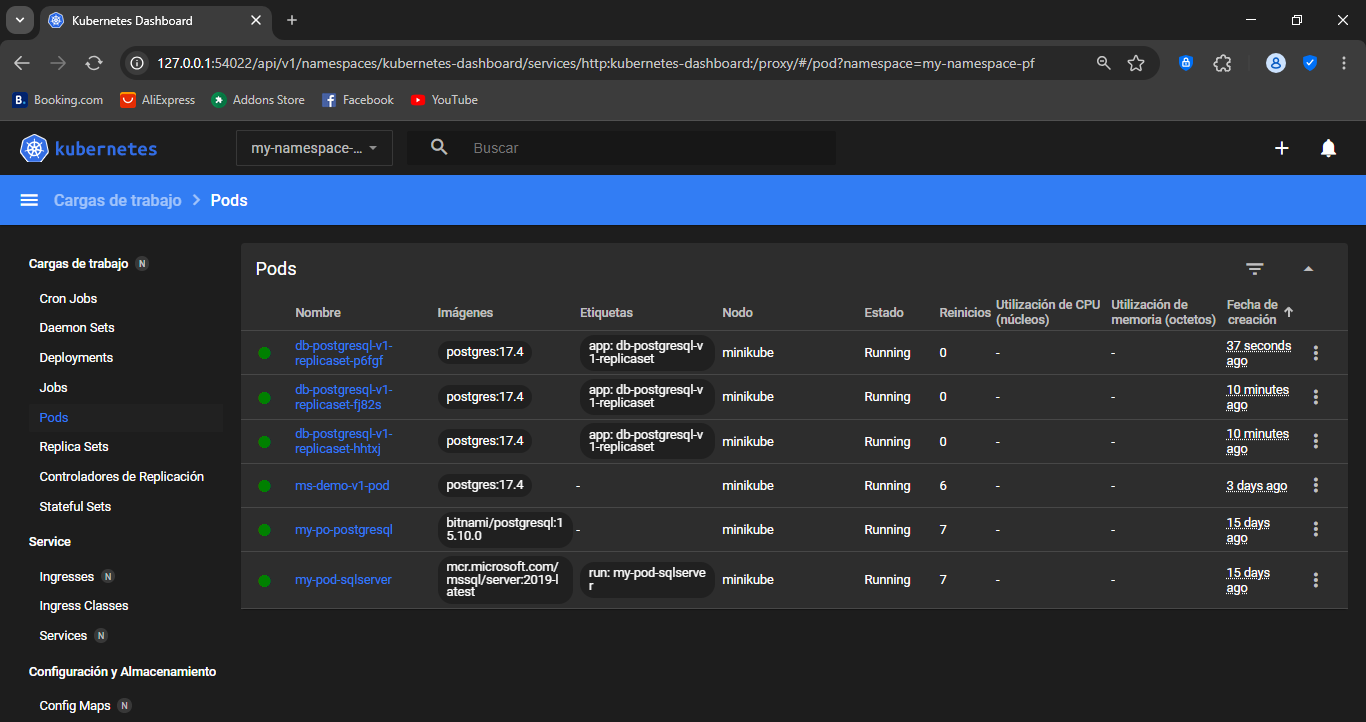 Kubernetes Dashboard
127.0.0.1:54022/api/v1/namespaces/kubernetes-dashboard/services/http:kubernetes-dashboard:/proxy/#/pod?namespace=my-namespace-pf
B. Booking.com AliExpress Addons Store Facebook YouTube
kubernetes my-namespace-... Buscar
Cargas de trabajo > Pods
Cargas de trabajo N
Cron Jobs
Daemon Sets
Deployments
Jobs
Pods
Replica Sets
Controladores de Replicación
Stateful Sets
Service
Ingresses N
Ingress Classes
Services N
Configuración y Almacenamiento
Config Maps N
Pods
Nombre Imágenes Etiquetas Nodo Estado Reinicios Utilización de CPU (núcleos) Utilización de memoria (octetos) Fecha de creación
db-postgresql-v1-replicaset-p6fgf postgres:17.4 app: db-postgresql-v1-replicaset minikube Running 0 - - 37 seconds ago
db-postgresql-v1-replicaset-fj82s postgres:17.4 app: db-postgresql-v1-replicaset minikube Running 0 - - 10 minutes ago
db-postgresql-v1-replicaset-hhtxj postgres:17.4 app: db-postgresql-v1-replicaset minikube Running 0 - - 10 minutes ago
ms-demo-v1-pod postgres:17.4 - minikube Running 6 - - 3 days ago
my-po-postgresql bitnami/postgresql:15.10.0 - minikube Running 7 - - 15 days ago
my-pod-sqlserver mcr.microsoft.com/mssql/server:2019-latest run: my-pod-sqlserver minikube Running 7 - - 15 days ago